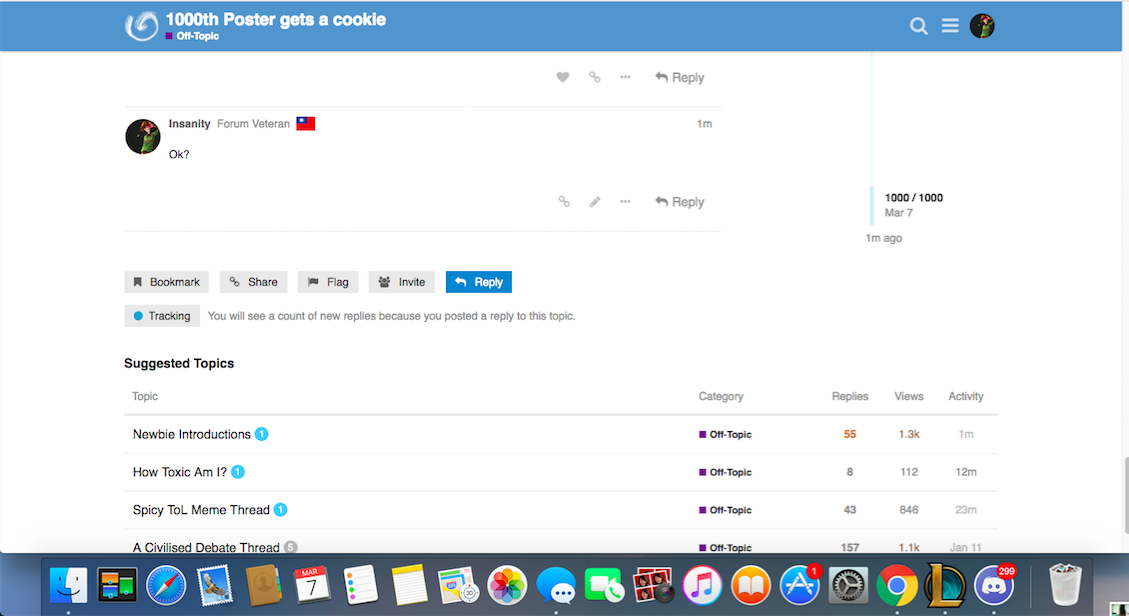 1000th Poster gets a cookie
Off-Topic
Reply
Insanity Forum Veteran 1m
Ok?
Reply
1000 / 1000
Mar 7
1m ago
Bookmark Share Flag Invite Reply
Tracking You will see a count of new replies because you posted a reply to this topic.
Suggested Topics
Topic Category Replies Views Activity
Newbie Introductions 1 Off-Topic 55 1.3k 1m
How Toxic Am I? 1 Off-Topic 8 112 12m
Spicy ToL Meme Thread 1 Off-Topic 43 846 23m
A Civilised Debate Thread 5 Off-Topic 157 1.1k Jan 11
MAR
7
3D
1
299